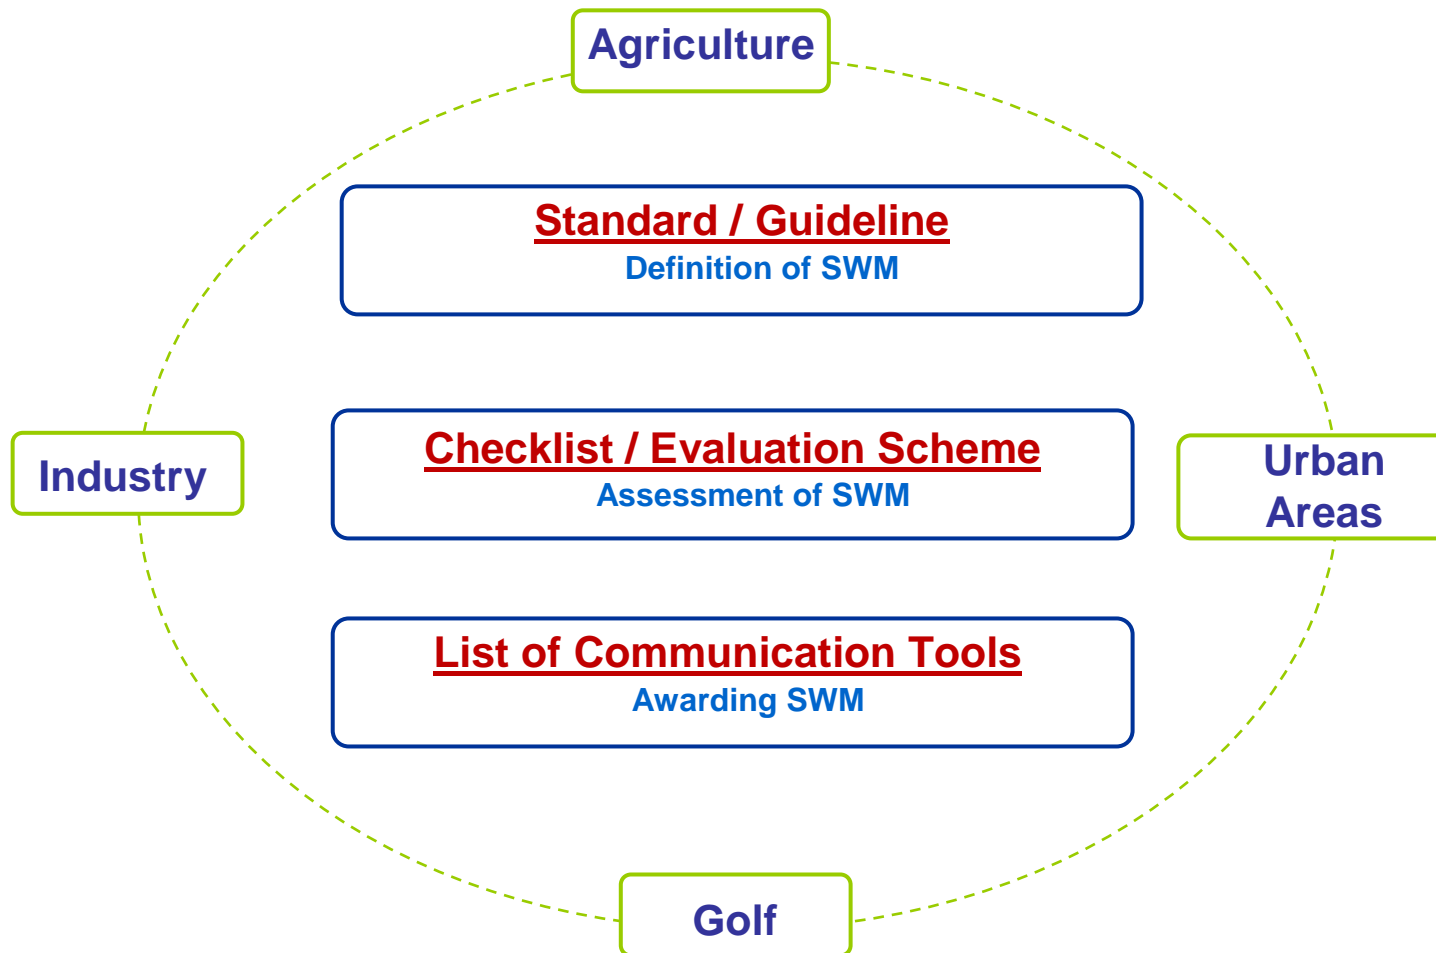 Agriculture
Standard / Guideline
Definition of SWM
Checklist / Evaluation Scheme
Assessment of SWM
Industry
Urban
Areas
List of Communication Tools
Awarding SWM
Golf